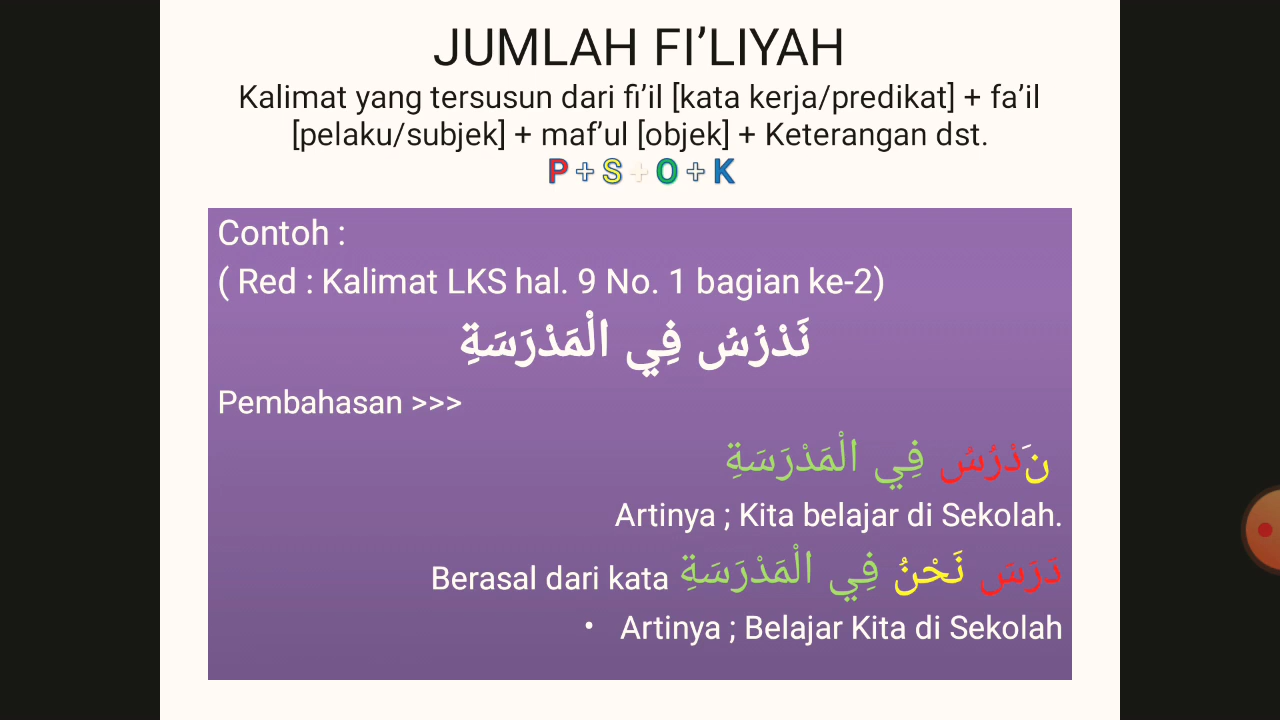 JUMLAH FI’LIYAH
Kalimat yang tersusun dari fi’il [kata kerja/predikat] + fa’il
[pelaku/subjek] + maf’ul [objek] + Keterangan dst.
P + S + O + K
Contoh :
( Red : Kalimat LKS hal. 9 No. 1 bagian ke-2)
نَدْرُسُ فِي الْمَدْرَسَةِ
Pembahasan >>>
نَدْرُسُ فِي الْمَدْرَسَةِ
Artinya ; Kita belajar di Sekolah.
Berasal dari kata دَرَسَ نَحْنُ فِي الْمَدْرَسَةِ
• Artinya ; Belajar Kita di Sekolah